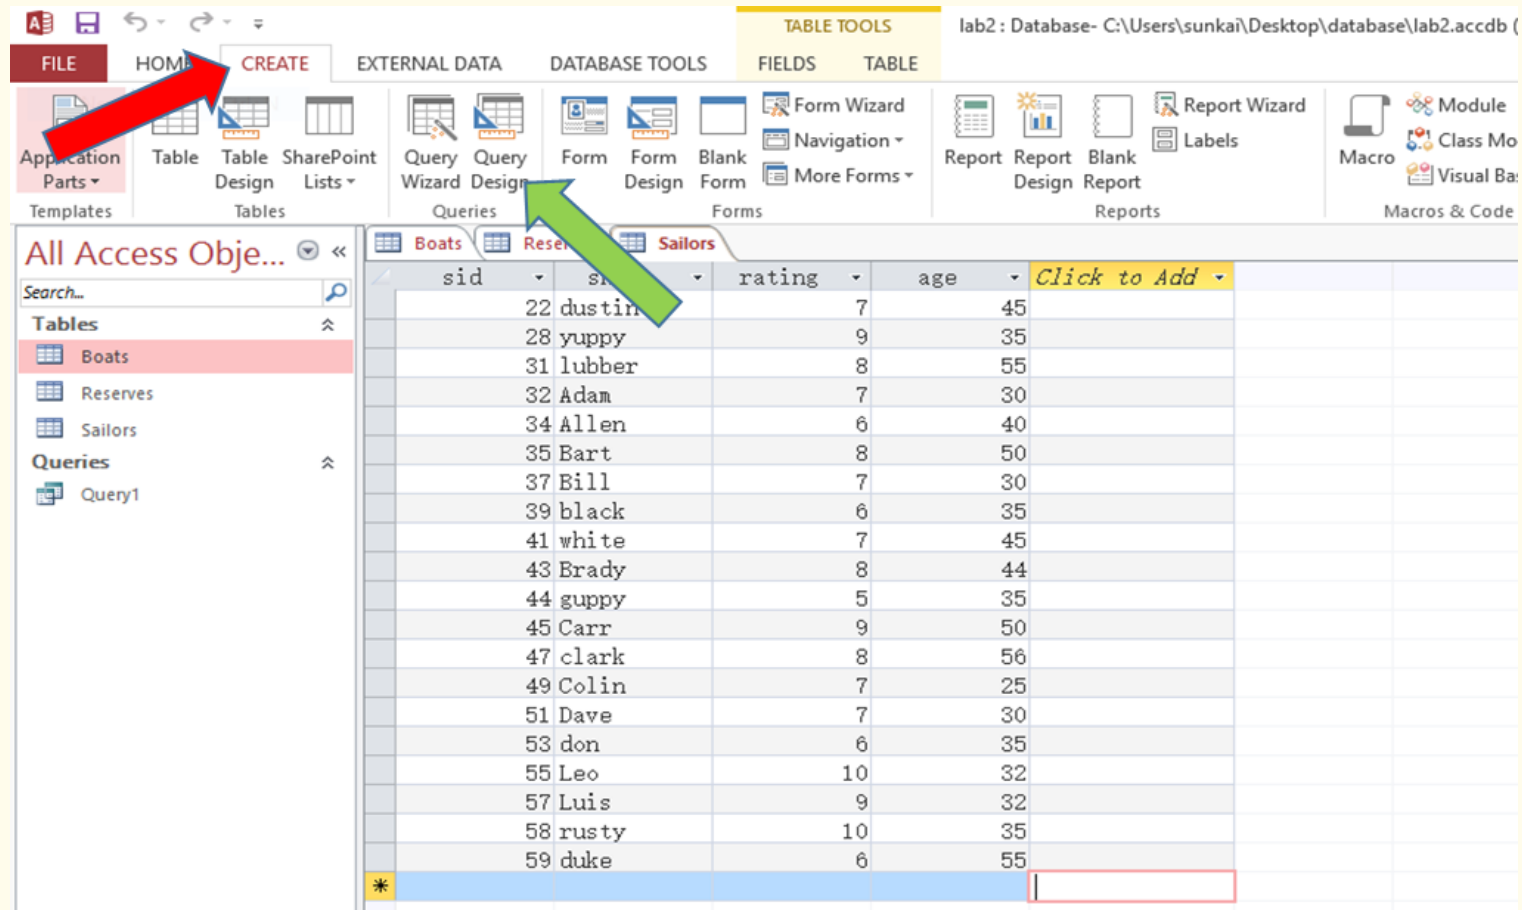 TABLE TOOLS lab2 : Database- C:\Users\sunkai\Desktop\database\lab2.accdb (
FILE CREATE EXTERNAL DATA DATABASE TOOLS FIELDS TABLE
Form Wizard Report Wizard Module
Navigation Labels Class Mo
Application Table Table SharePoint Query Query Form Form Blank More Forms Report Report Blank Macro Visual Ba
Parts Design Lists Wizard Design Design Form Design Report
Templates Tables Queries Forms Reports Macros & Code
All Access Obje... «
Boats Sailors
Search...
sid rating age Click to Add
Tables
Boats
Reserves
Sailors
Queries
Query1
22 dustin 7 45
28 yuppy 9 35
31 lubber 8 55
32 Adam 7 30
34 Allen 6 40
35 Bart 8 50
37 Bill 7 30
39 black 6 35
41 white 7 45
43 Brady 8 44
44 guppy 5 35
45 Carr 9 50
47 clark 8 56
49 Colin 7 25
51 Dave 7 30
53 don 6 35
55 Leo 10 32
57 Luis 9 32
58 rusty 10 35
59 duke 6 55